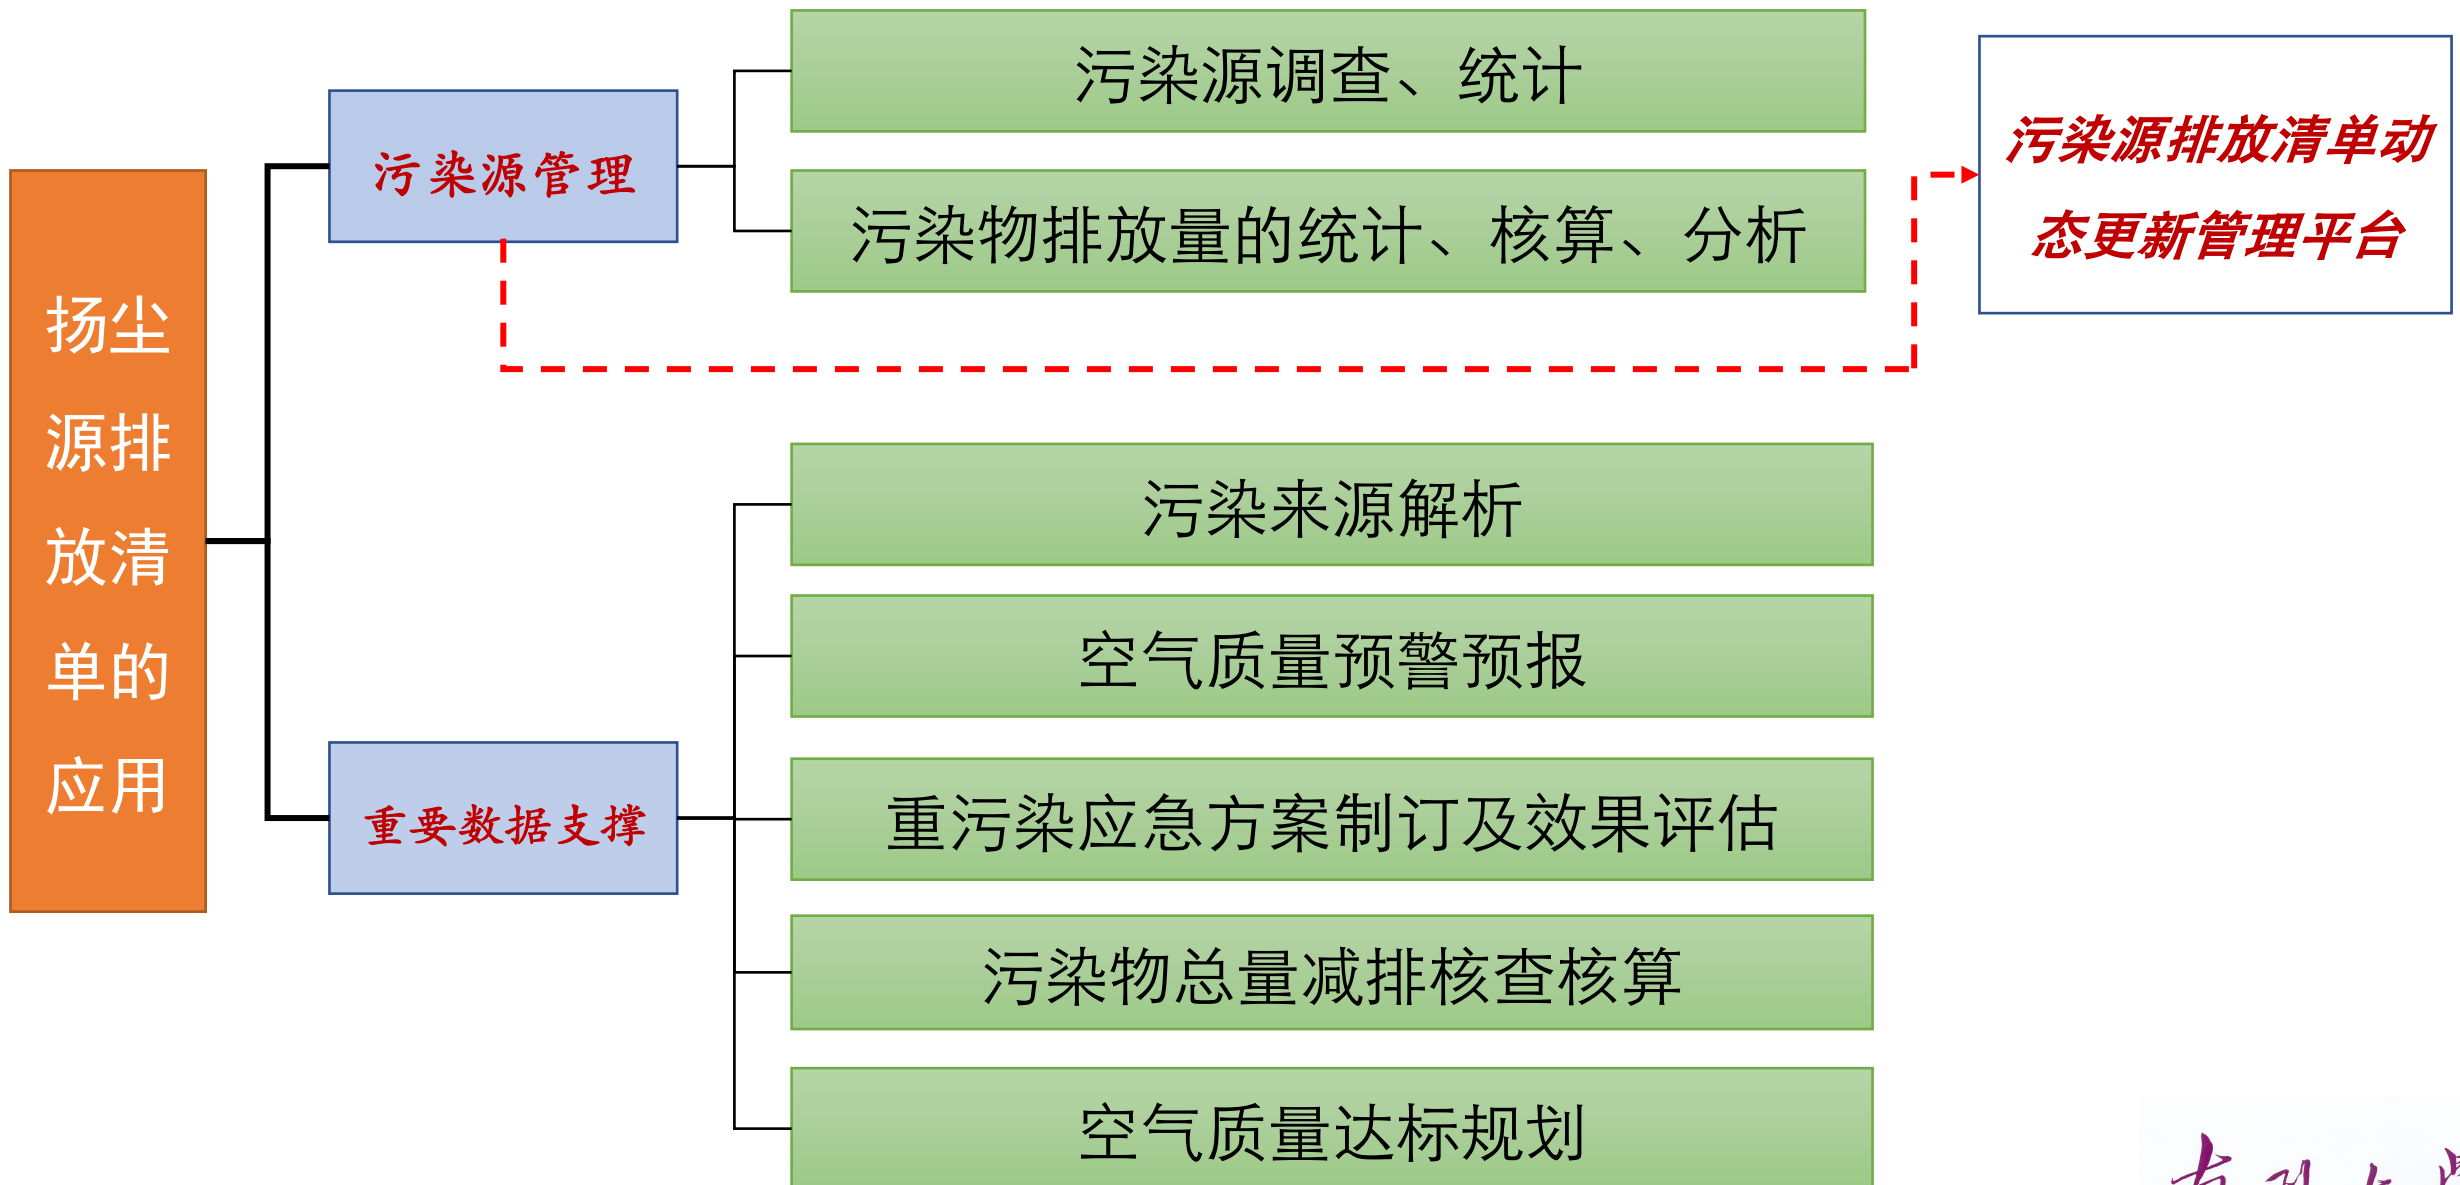 扬尘
源排
放清
单的
应用
污染源管理
污染源调查、统计
污染物排放量的统计、核算、分析
污染源排放清单动
态更新管理平台
重要数据支撑
污染来源解析
空气质量预警预报
重污染应急方案制订及效果评估
污染物总量减排核查核算
空气质量达标规划